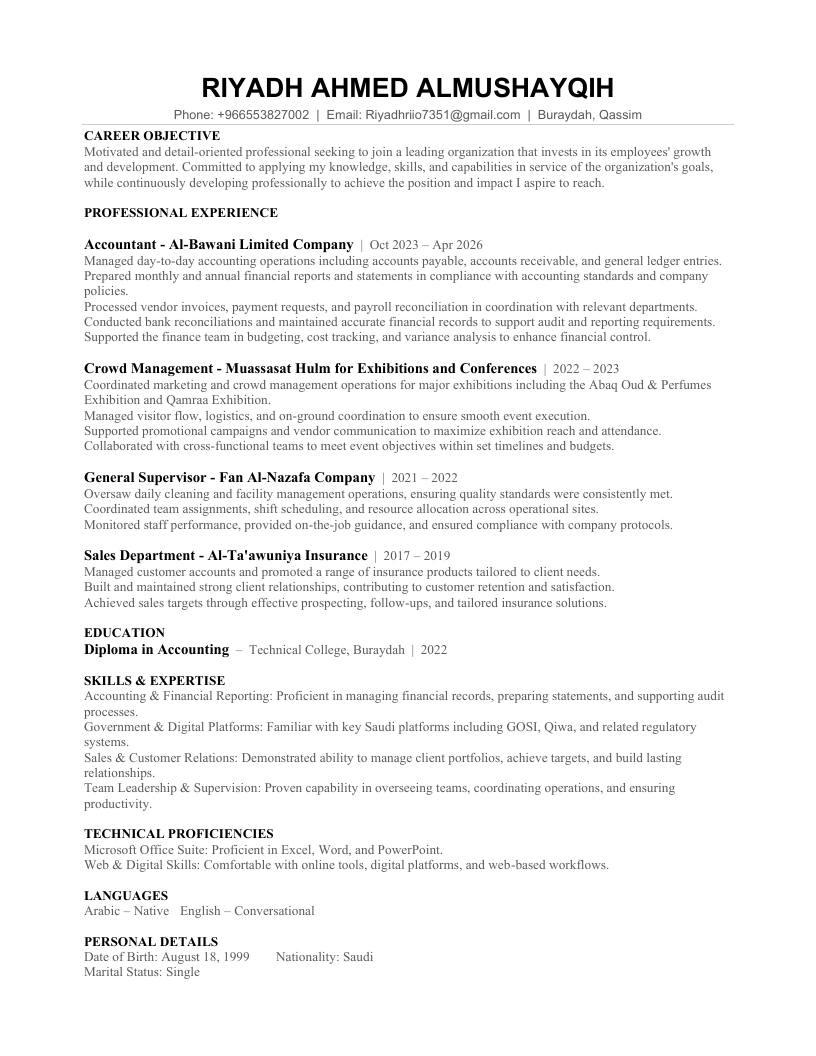 RIYADH AHMED ALMUSHAYQIH
Phone: +966553827002 | Email: Riyadhriio7351@gmail.com | Buraydah, Qassim
CAREER OBJECTIVE
Motivated and detail-oriented professional seeking to join a leading organization that invests in its employees' growth
and development. Committed to applying my knowledge, skills, and capabilities in service of the organization's goals,
while continuously developing professionally to achieve the position and impact I aspire to reach.
PROFESSIONAL EXPERIENCE
Accountant - Al-Bawani Limited Company | Oct 2023 – Apr 2026
Managed day-to-day accounting operations including accounts payable, accounts receivable, and general ledger entries.
Prepared monthly and annual financial reports and statements in compliance with accounting standards and company
policies.
Processed vendor invoices, payment requests, and payroll reconciliation in coordination with relevant departments.
Conducted bank reconciliations and maintained accurate financial records to support audit and reporting requirements.
Supported the finance team in budgeting, cost tracking, and variance analysis to enhance financial control.
Crowd Management - Muassasat Hulm for Exhibitions and Conferences | 2022 – 2023
Coordinated marketing and crowd management operations for major exhibitions including the Abaq Oud & Perfumes
Exhibition and Qamraa Exhibition.
Managed visitor flow, logistics, and on-ground coordination to ensure smooth event execution.
Supported promotional campaigns and vendor communication to maximize exhibition reach and attendance.
Collaborated with cross-functional teams to meet event objectives within set timelines and budgets.
General Supervisor - Fan Al-Nazafa Company | 2021 – 2022
Oversaw daily cleaning and facility management operations, ensuring quality standards were consistently met.
Coordinated team assignments, shift scheduling, and resource allocation across operational sites.
Monitored staff performance, provided on-the-job guidance, and ensured compliance with company protocols.
Sales Department - Al-Ta'awuniya Insurance | 2017 – 2019
Managed customer accounts and promoted a range of insurance products tailored to client needs.
Built and maintained strong client relationships, contributing to customer retention and satisfaction.
Achieved sales targets through effective prospecting, follow-ups, and tailored insurance solutions.
EDUCATION
Diploma in Accounting – Technical College, Buraydah | 2022
SKILLS & EXPERTISE
Accounting & Financial Reporting: Proficient in managing financial records, preparing statements, and supporting audit
processes.
Government & Digital Platforms: Familiar with key Saudi platforms including GOSI, Qiwa, and related regulatory
systems.
Sales & Customer Relations: Demonstrated ability to manage client portfolios, achieve targets, and build lasting
relationships.
Team Leadership & Supervision: Proven capability in overseeing teams, coordinating operations, and ensuring
productivity.
TECHNICAL PROFICIENCIES
Microsoft Office Suite: Proficient in Excel, Word, and PowerPoint.
Web & Digital Skills: Comfortable with online tools, digital platforms, and web-based workflows.
LANGUAGES
Arabic – Native English – Conversational
PERSONAL DETAILS
Date of Birth: August 18, 1999 Nationality: Saudi
Marital Status: Single